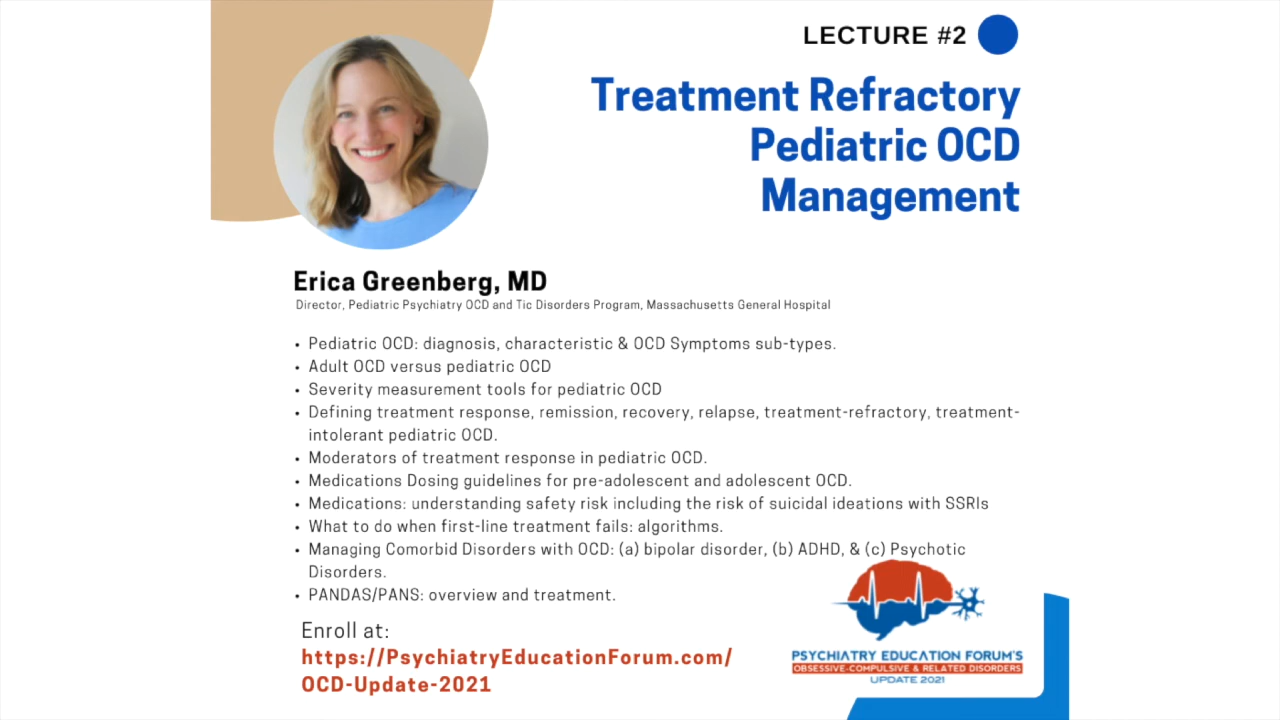 LECTURE #2
Treatment Refractory
Pediatric OCD
Management
Erica Greenberg, MD
Director, Pediatric Psychiatry OCD and Tic Disorders Program, Massachusetts General Hospital
• Pediatric OCD: diagnosis, characteristic & OCD Symptoms sub-types.
• Adult OCD versus pediatric OCD
• Severity measurement tools for pediatric OCD
• Defining treatment response, remission, recovery, relapse, treatment-refractory, treatment-
intolerant pediatric OCD.
• Moderators of treatment response in pediatric OCD.
• Medications Dosing guidelines for pre-adolescent and adolescent OCD.
• Medications: understanding safety risk including the risk of suicidal ideations with SSRIs
• What to do when first-line treatment fails: algorithms.
• Managing Comorbid Disorders with OCD: (a) bipolar disorder, (b) ADHD, & (c) Psychotic
Disorders.
• PANDAS/PANS: overview and treatment.
Enroll at:
https://PsychiatryEducationForum.com/
OCD-Update-2021
PSYCHIATRY EDUCATION FORUM'S
OBSESSIVE-COMPULSIVE & RELATED DISORDERS
UPDATE 2021